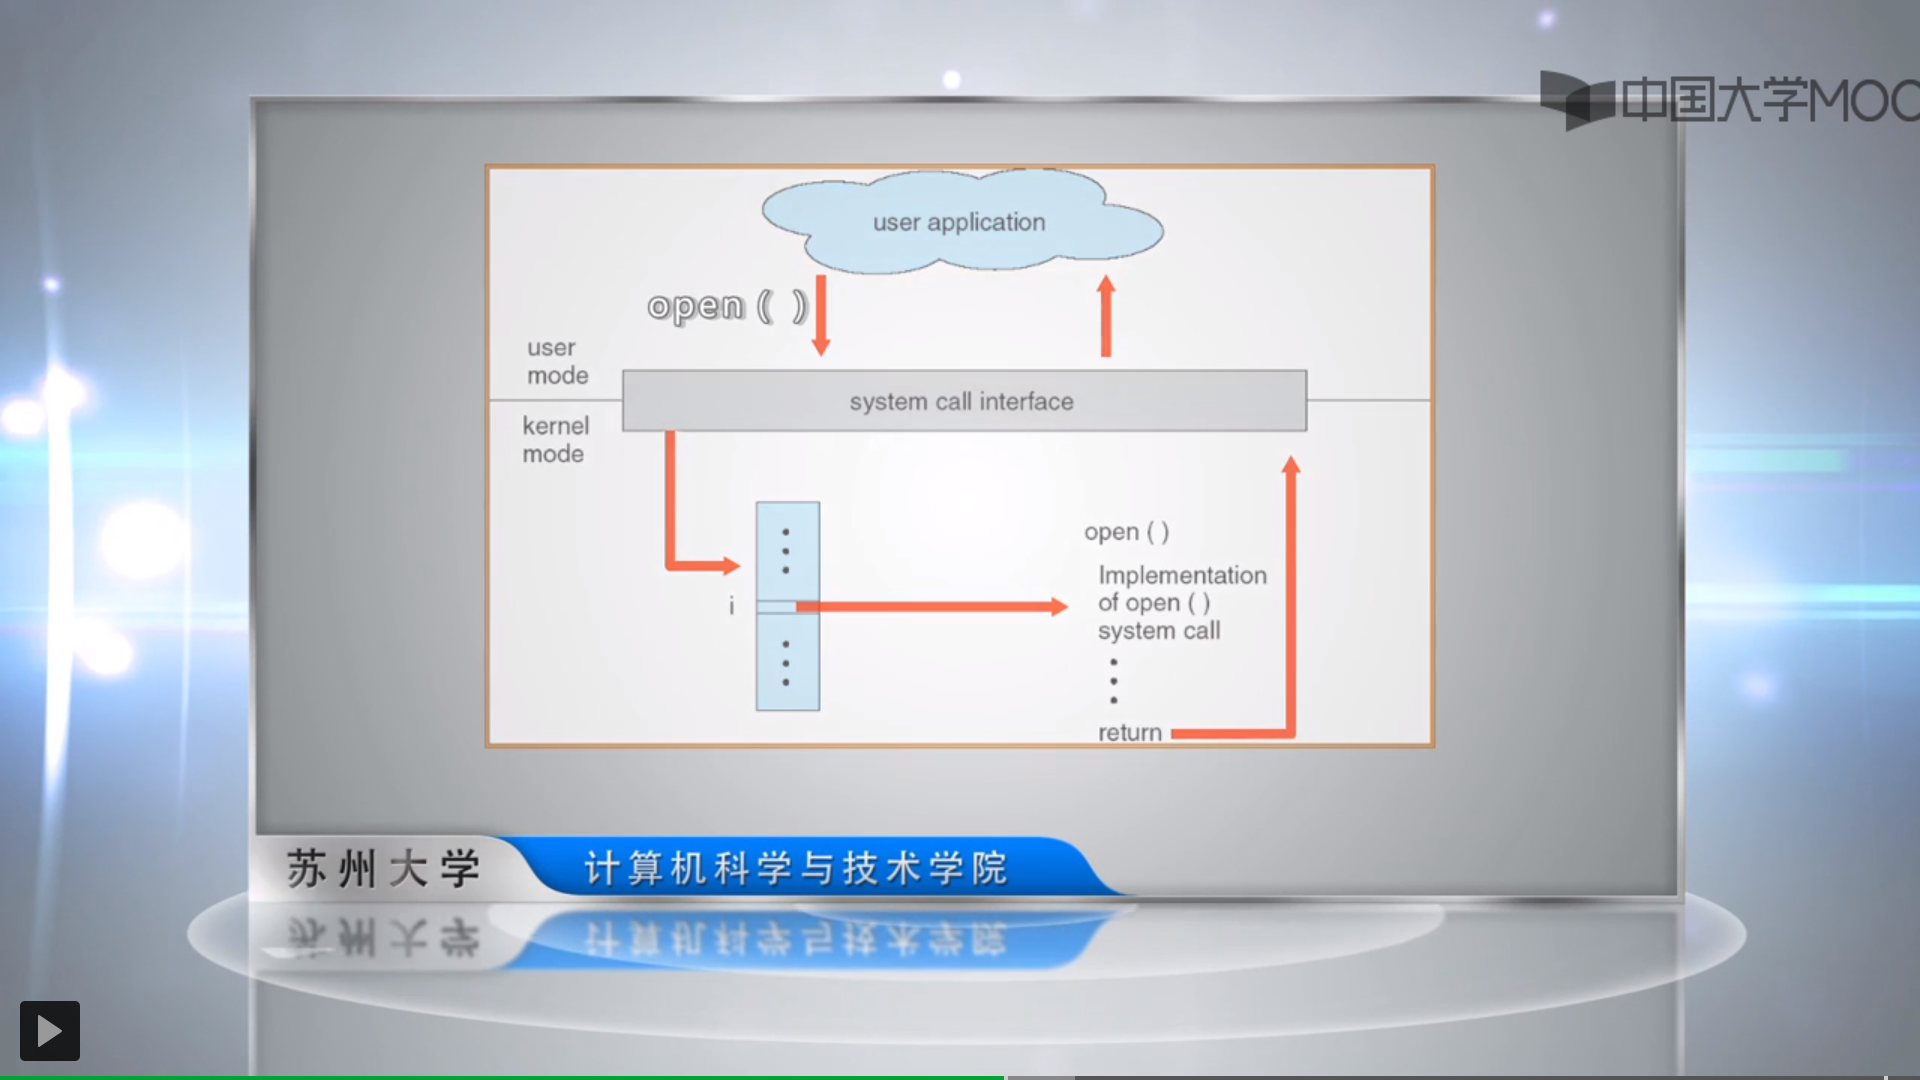 中国大学MOO
user application
open ( )
user
mode
system call interface
kernel
mode
open ( )
i
Implementation
of open ( )
system call
return
苏州大学
计算机科学与技术学院